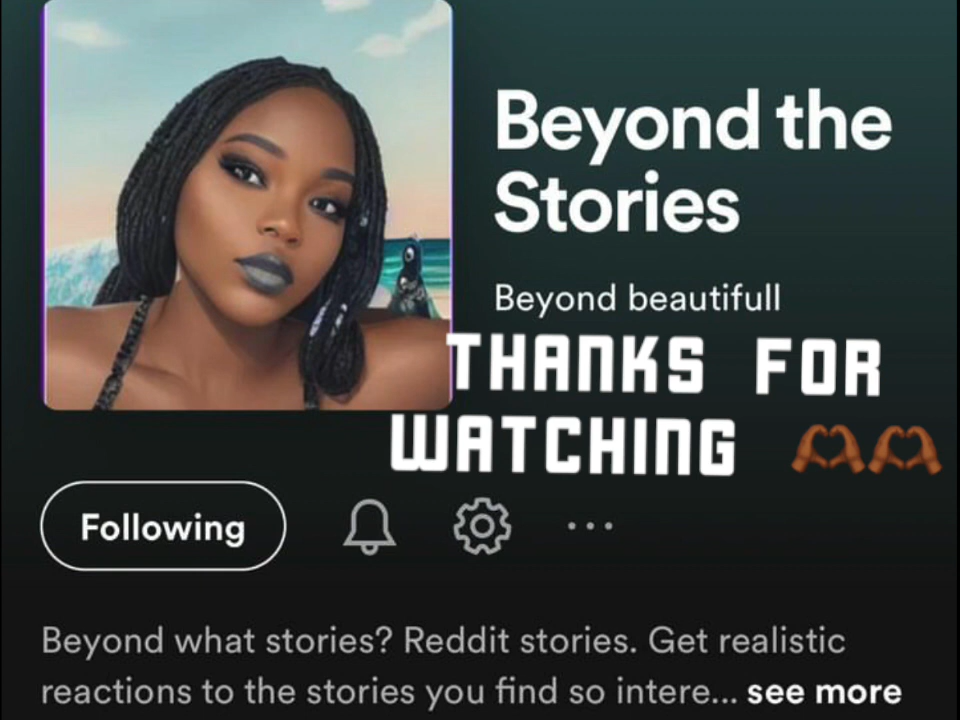 Beyond the
Stories
Beyond beautifull
THANKS FOR
WATCHING 🫶🏾🫶🏾
Following
Beyond what stories? Reddit stories. Get realistic
reactions to the stories you find so intere... see more